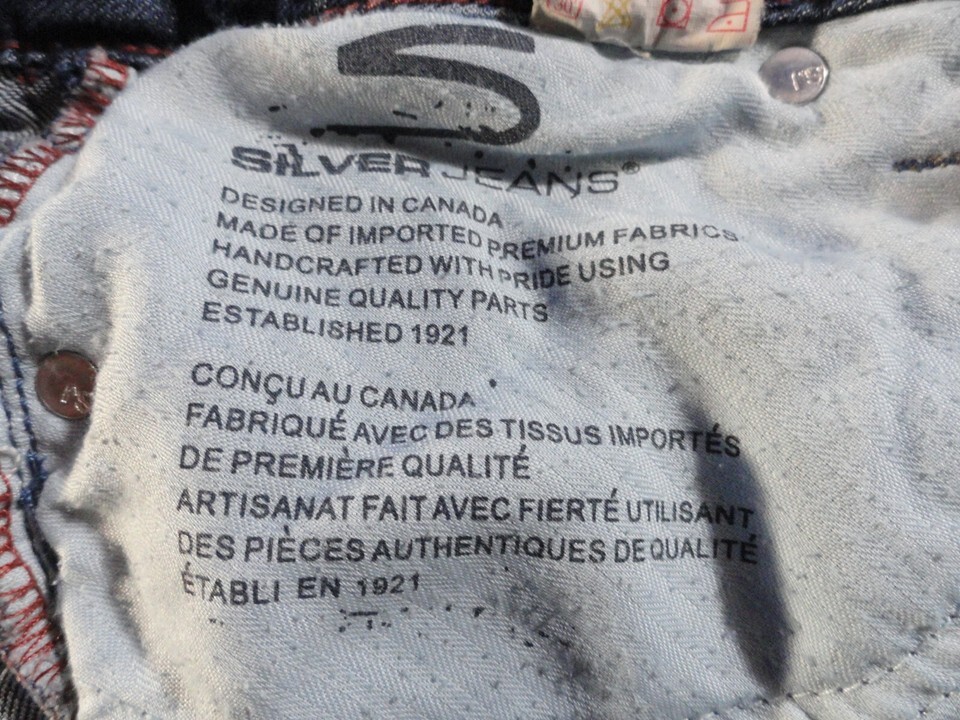 S
SILVER JEANS®
DESIGNED IN CANADA
MADE OF IMPORTED PREMIUM FABRICS
HANDCRAFTED WITH PRIDE USING
GENUINE QUALITY PARTS
ESTABLISHED 1921
CONÇU AU CANADA
FABRIQUÉ AVEC DES TISSUS IMPORTÉS
DE PREMIÈRE QUALITÉ
ARTISANAT FAIT AVEC FIERTÉ UTILISANT
DES PIÈCES AUTHENTIQUES DE QUALITÉ
ÉTABLI EN 1921